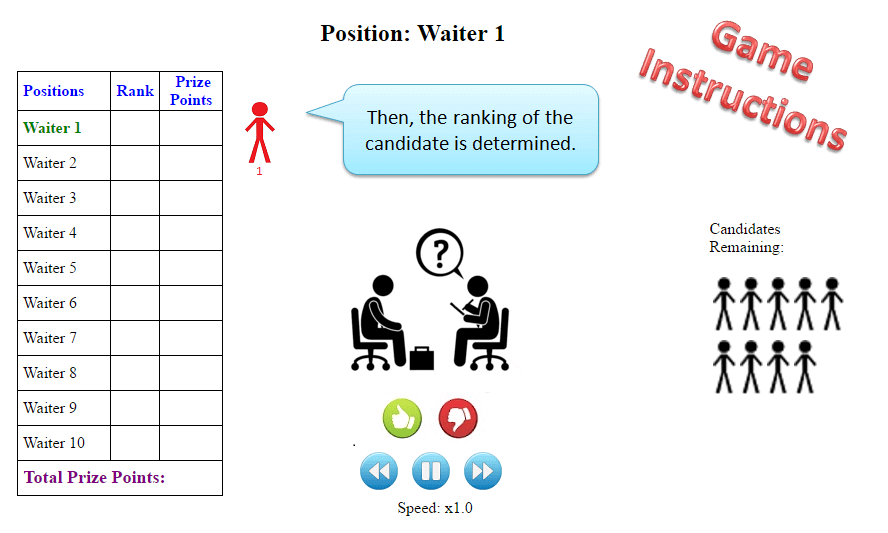 Position: Waiter 1
Game
Instructions
Positions Rank Prize Points
Waiter 1
Waiter 2
Waiter 3
Waiter 4
Waiter 5
Waiter 6
Waiter 7
Waiter 8
Waiter 9
Waiter 10
Total Prize Points:
1
Then, the ranking of the
candidate is determined.
?
Candidates
Remaining:
.
Speed: x1.0